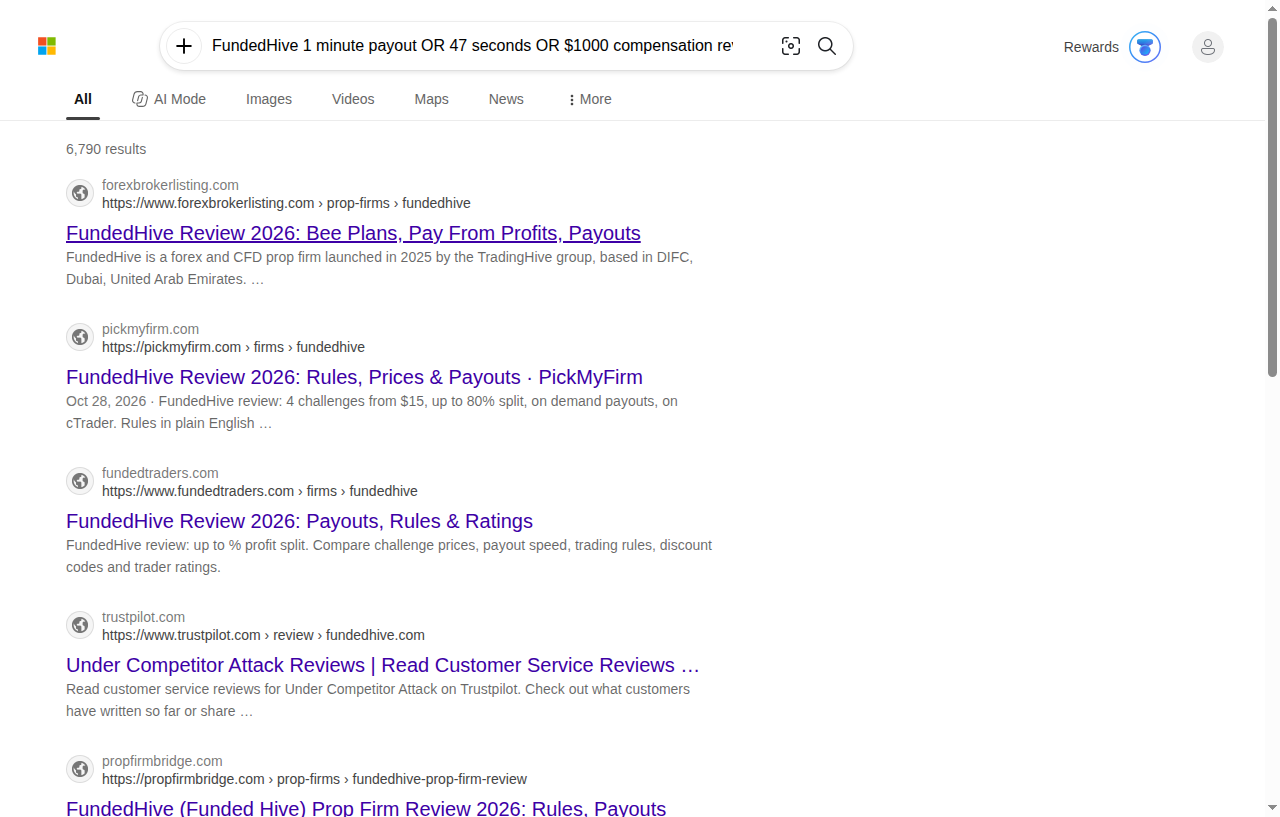 FundedHive 1 minute payout OR 47 seconds OR $1000 compensation re
Rewards
All
AI Mode
Images
Videos
Maps
News
More
6,790 results
forexbrokerlisting.com
https://www.forexbrokerlisting.com › prop-firms › fundedhive
FundedHive Review 2026: Bee Plans, Pay From Profits, Payouts
FundedHive is a forex and CFD prop firm launched in 2025 by the TradingHive group, based in DIFC,
Dubai, United Arab Emirates. …
pickmyfirm.com
https://pickmyfirm.com › firms › fundedhive
FundedHive Review 2026: Rules, Prices & Payouts · PickMyFirm
Oct 28, 2026 · FundedHive review: 4 challenges from $15, up to 80% split, on demand payouts, on
cTrader. Rules in plain English …
fundedtraders.com
https://www.fundedtraders.com › firms › fundedhive
FundedHive Review 2026: Payouts, Rules & Ratings
FundedHive review: up to % profit split. Compare challenge prices, payout speed, trading rules, discount
codes and trader ratings.
trustpilot.com
https://www.trustpilot.com › review › fundedhive.com
Under Competitor Attack Reviews | Read Customer Service Reviews …
Read customer service reviews for Under Competitor Attack on Trustpilot. Check out what customers
have written so far or share …
propfirmbridge.com
https://propfirmbridge.com › prop-firms › fundedhive-prop-firm-review
FundedHive (Funded Hive) Prop Firm Review 2026: Rules, Payouts